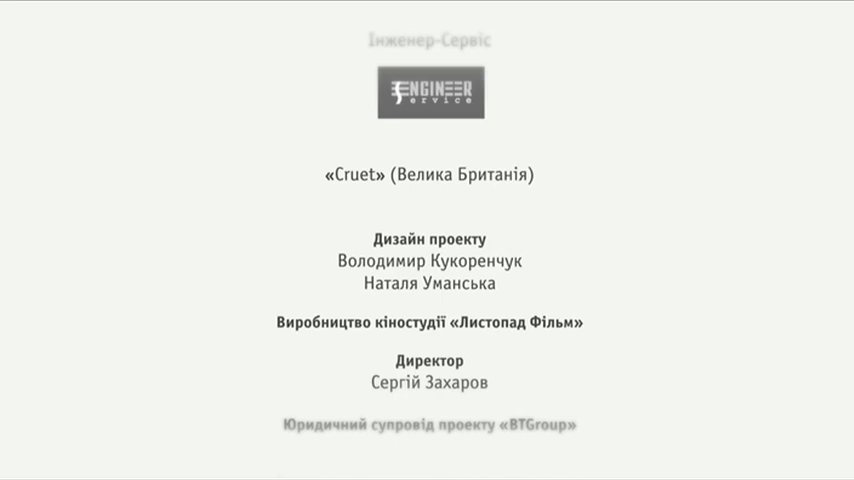 Інженер-Сервіс
ENGINEER
Service
«Cruet» (Велика Британія)
Дизайн проекту
Володимир Кукоренчук
Наталя Уманська
Виробництво кіностудії «Листопад Фільм»
Директор
Сергій Захаров
Юридичний супровід проекту «BTGroup»